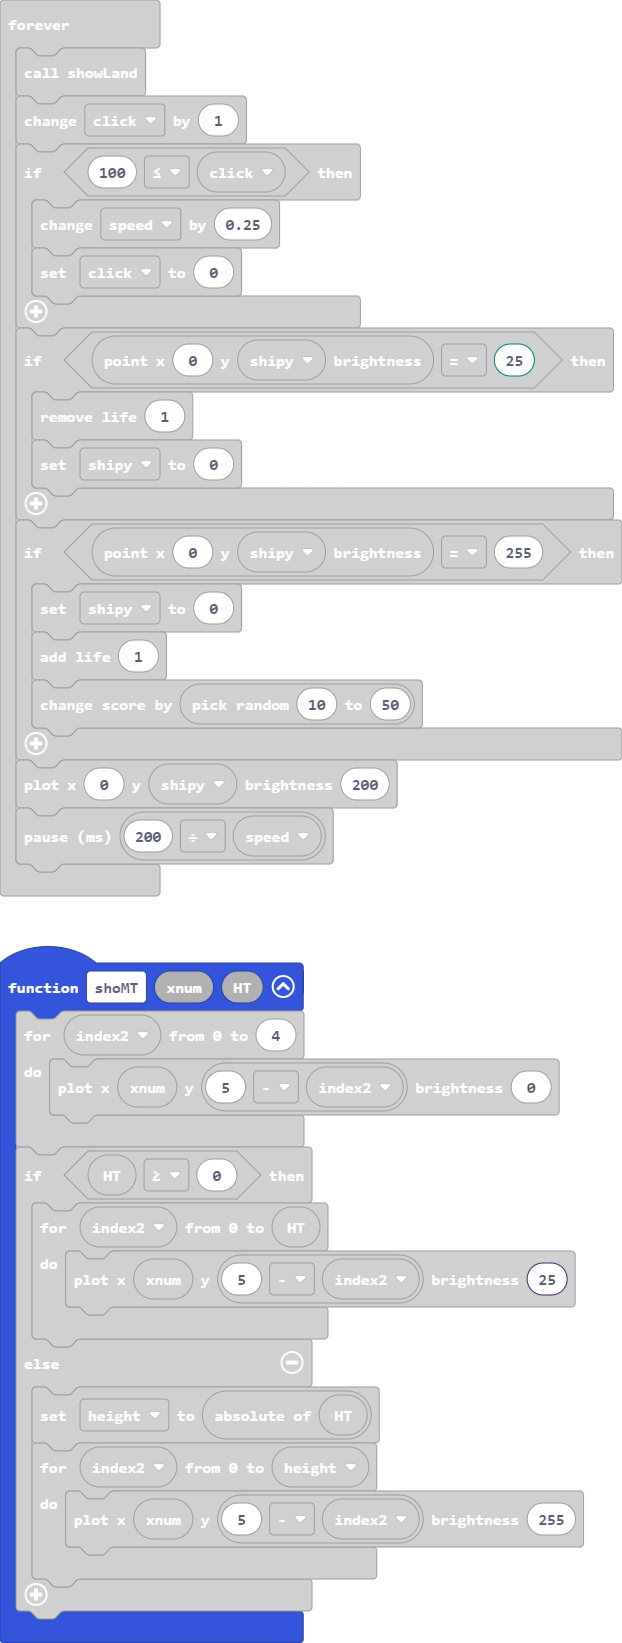 forever
call showLand
change click by 1
if 100 ≤ click then
change speed by 0.25
set click to 0
if point x 0 y shipy brightness = 25 then
remove life 1
set shipy to 0
if point x 0 y shipy brightness = 255 then
set shipy to 0
add life 1
change score by pick random 10 to 50
plot x 0 y shipy brightness 200
pause (ms) 200 ÷ speed
function shoMT xnum HT
for index2 from 0 to 4
do
plot x xnum y 5 - index2 brightness 0
if HT ≥ 0 then
for index2 from 0 to HT
do
plot x xnum y 5 - index2 brightness 25
else
set height to absolute of HT
for index2 from 0 to height
do
plot x xnum y 5 - index2 brightness 255